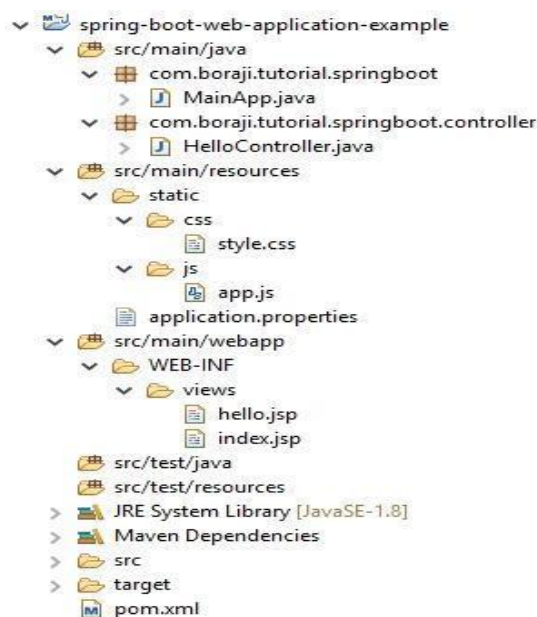 spring-boot-web-application-example
src/main/java
com.boraji.tutorial.springboot
MainApp.java
com.boraji.tutorial.springboot.controller
HelloController.java
src/main/resources
static
css
style.css
js
app.js
application.properties
src/main/webapp
WEB-INF
views
hello.jsp
index.jsp
src/test/java
src/test/resources
JRE System Library [JavaSE-1.8]
Maven Dependencies
src
target
pom.xml